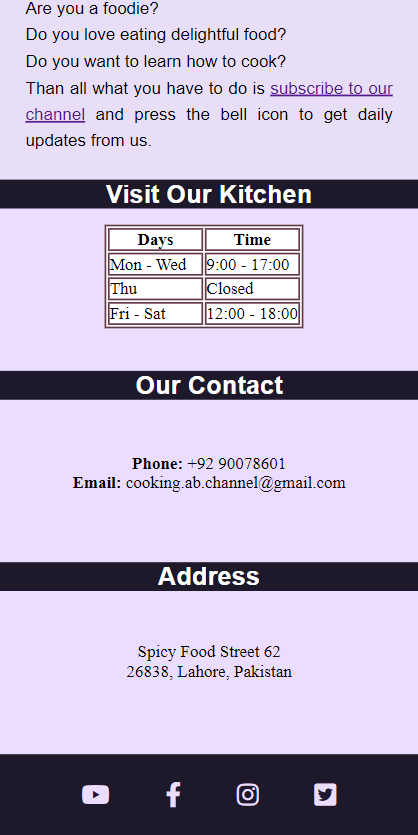 Are you a foodie?
Do you love eating delightful food?
Do you want to learn how to cook?
Than all what you have to do is subscribe to our
channel and press the bell icon to get daily
updates from us.
Visit Our Kitchen
Days Time
Mon - Wed 9:00 - 17:00
Thu Closed
Fri - Sat 12:00 - 18:00
Our Contact
Phone: +92 90078601
Email: cooking.ab.channel@gmail.com
Address
Spicy Food Street 62
26838, Lahore, Pakistan